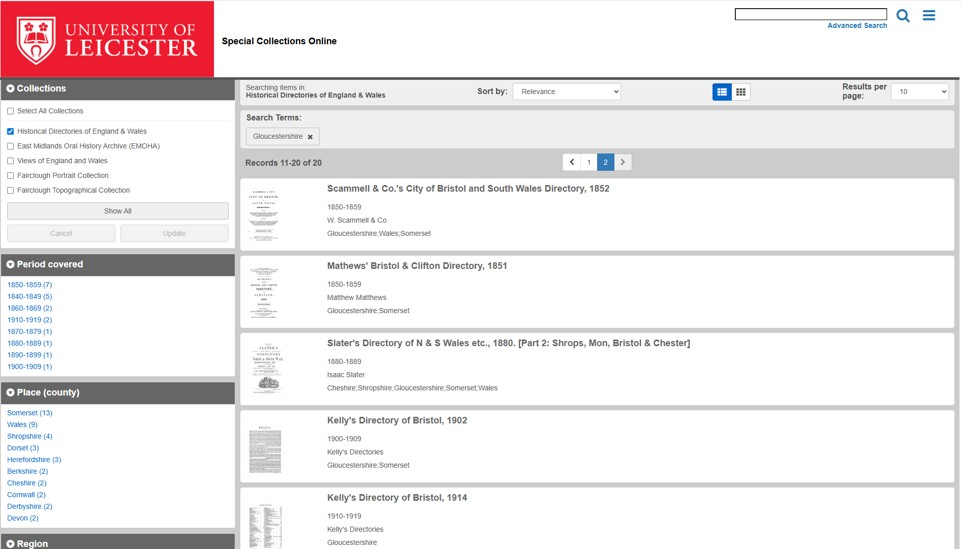 UNIVERSITY OF
LEICESTER
Special Collections Online
Advanced Search
Collections
Select All Collections
Historical Directories of England & Wales
East Midlands Oral History Archive (EMOHA)
Views of England and Wales
Fairclough Portrait Collection
Fairclough Topographical Collection
Show All
Cancel
Update
Period covered
1850-1859 (7)
1840-1849 (5)
1860-1869 (2)
1910-1919 (2)
1870-1879 (1)
1880-1889 (1)
1890-1899 (1)
1900-1909 (1)
Place (county)
Somerset (13)
Wales (9)
Shropshire (4)
Dorset (3)
Herefordshire (3)
Berkshire (2)
Cheshire (2)
Cornwall (2)
Derbyshire (2)
Devon (2)
Region
Searching items in:
Historical Directories of England & Wales
Sort by:
Relevance
Results per
page:
10
Search Terms:
Gloucestershire ×
Records 11-20 of 20
1
2
Scammell & Co.'s City of Bristol and South Wales Directory, 1852
1850-1859
W. Scammell & Co.
Gloucestershire;Wales;Somerset
Mathews' Bristol & Clifton Directory, 1851
1850-1859
Matthew Matthews
Gloucestershire;Somerset
Slater's Directory of N & S Wales etc., 1880. [Part 2: Shrops, Mon, Bristol & Chester]
1880-1889
Isaac Slater
Cheshire;Shropshire;Gloucestershire;Somerset;Wales
Kelly's Directory of Bristol, 1902
1900-1909
Kelly's Directories
Gloucestershire;Somerset
Kelly's Directory of Bristol, 1914
1910-1919
Kelly's Directories
Gloucestershire